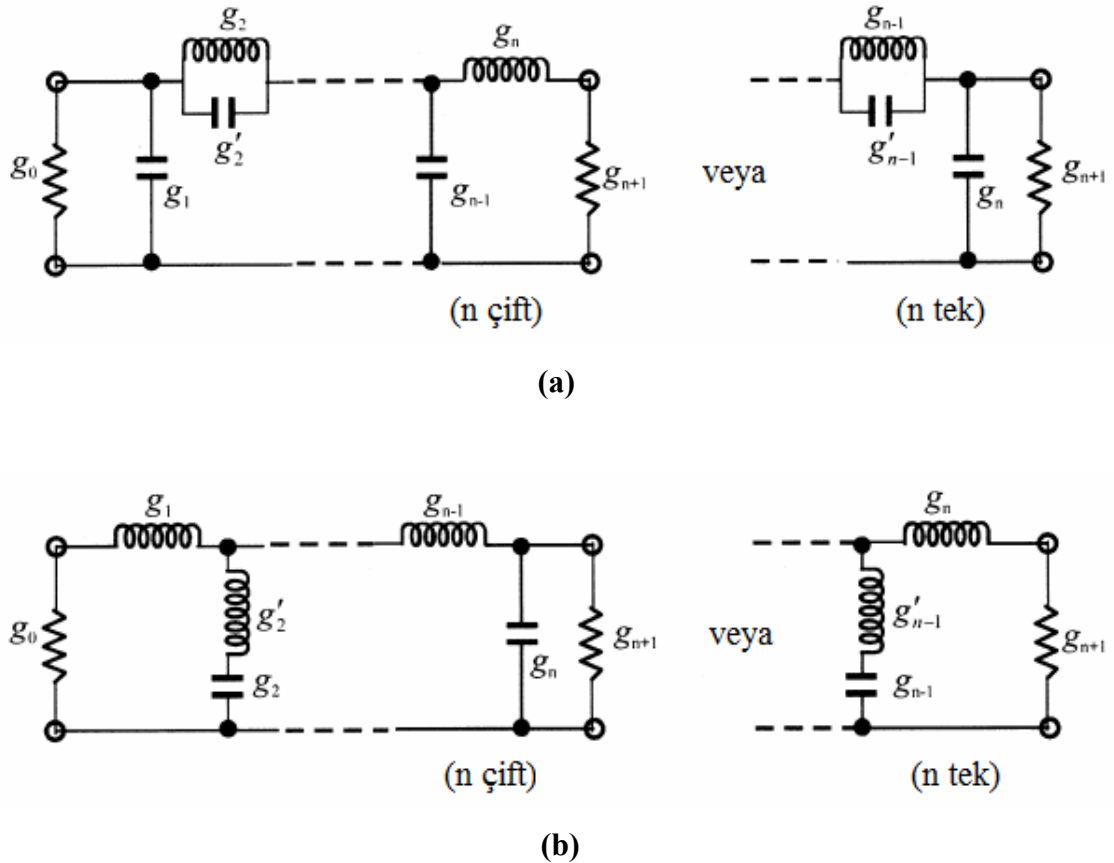 g₂
g′₂
g₀
g₁
gₙ
gₙ₋₁
gₙ₊₁
(n çift)
veya
gₙ₋₁
g′ₙ₋₁
gₙ
gₙ₊₁
(n tek)
(a)
g₁
gₙ₋₁
g₀
g′₂
g₂
gₙ
gₙ₊₁
(n çift)
veya
gₙ
g′ₙ₋₁
gₙ₋₁
gₙ₊₁
(n tek)
(b)